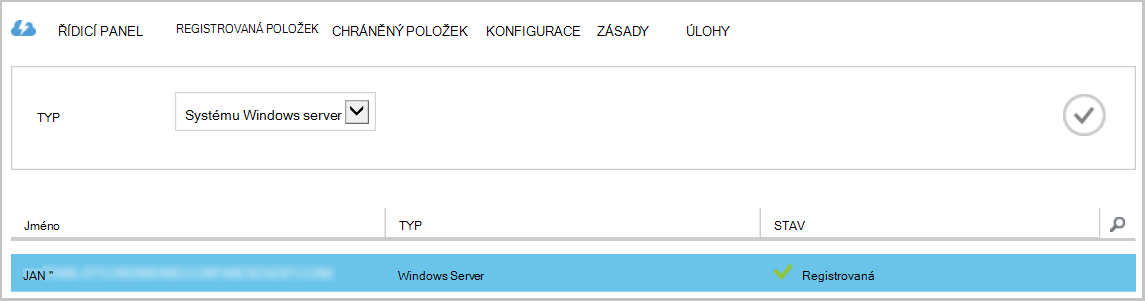 ŘÍDICÍ PANEL REGISTROVANÁ POLOŽEK CHRÁNĚNÝ POLOŽEK KONFIGURACE ZÁSADY ÚLOHY
TYP Systému Windows server
Jméno TYP STAV
JAN " Windows Server Registrovaná